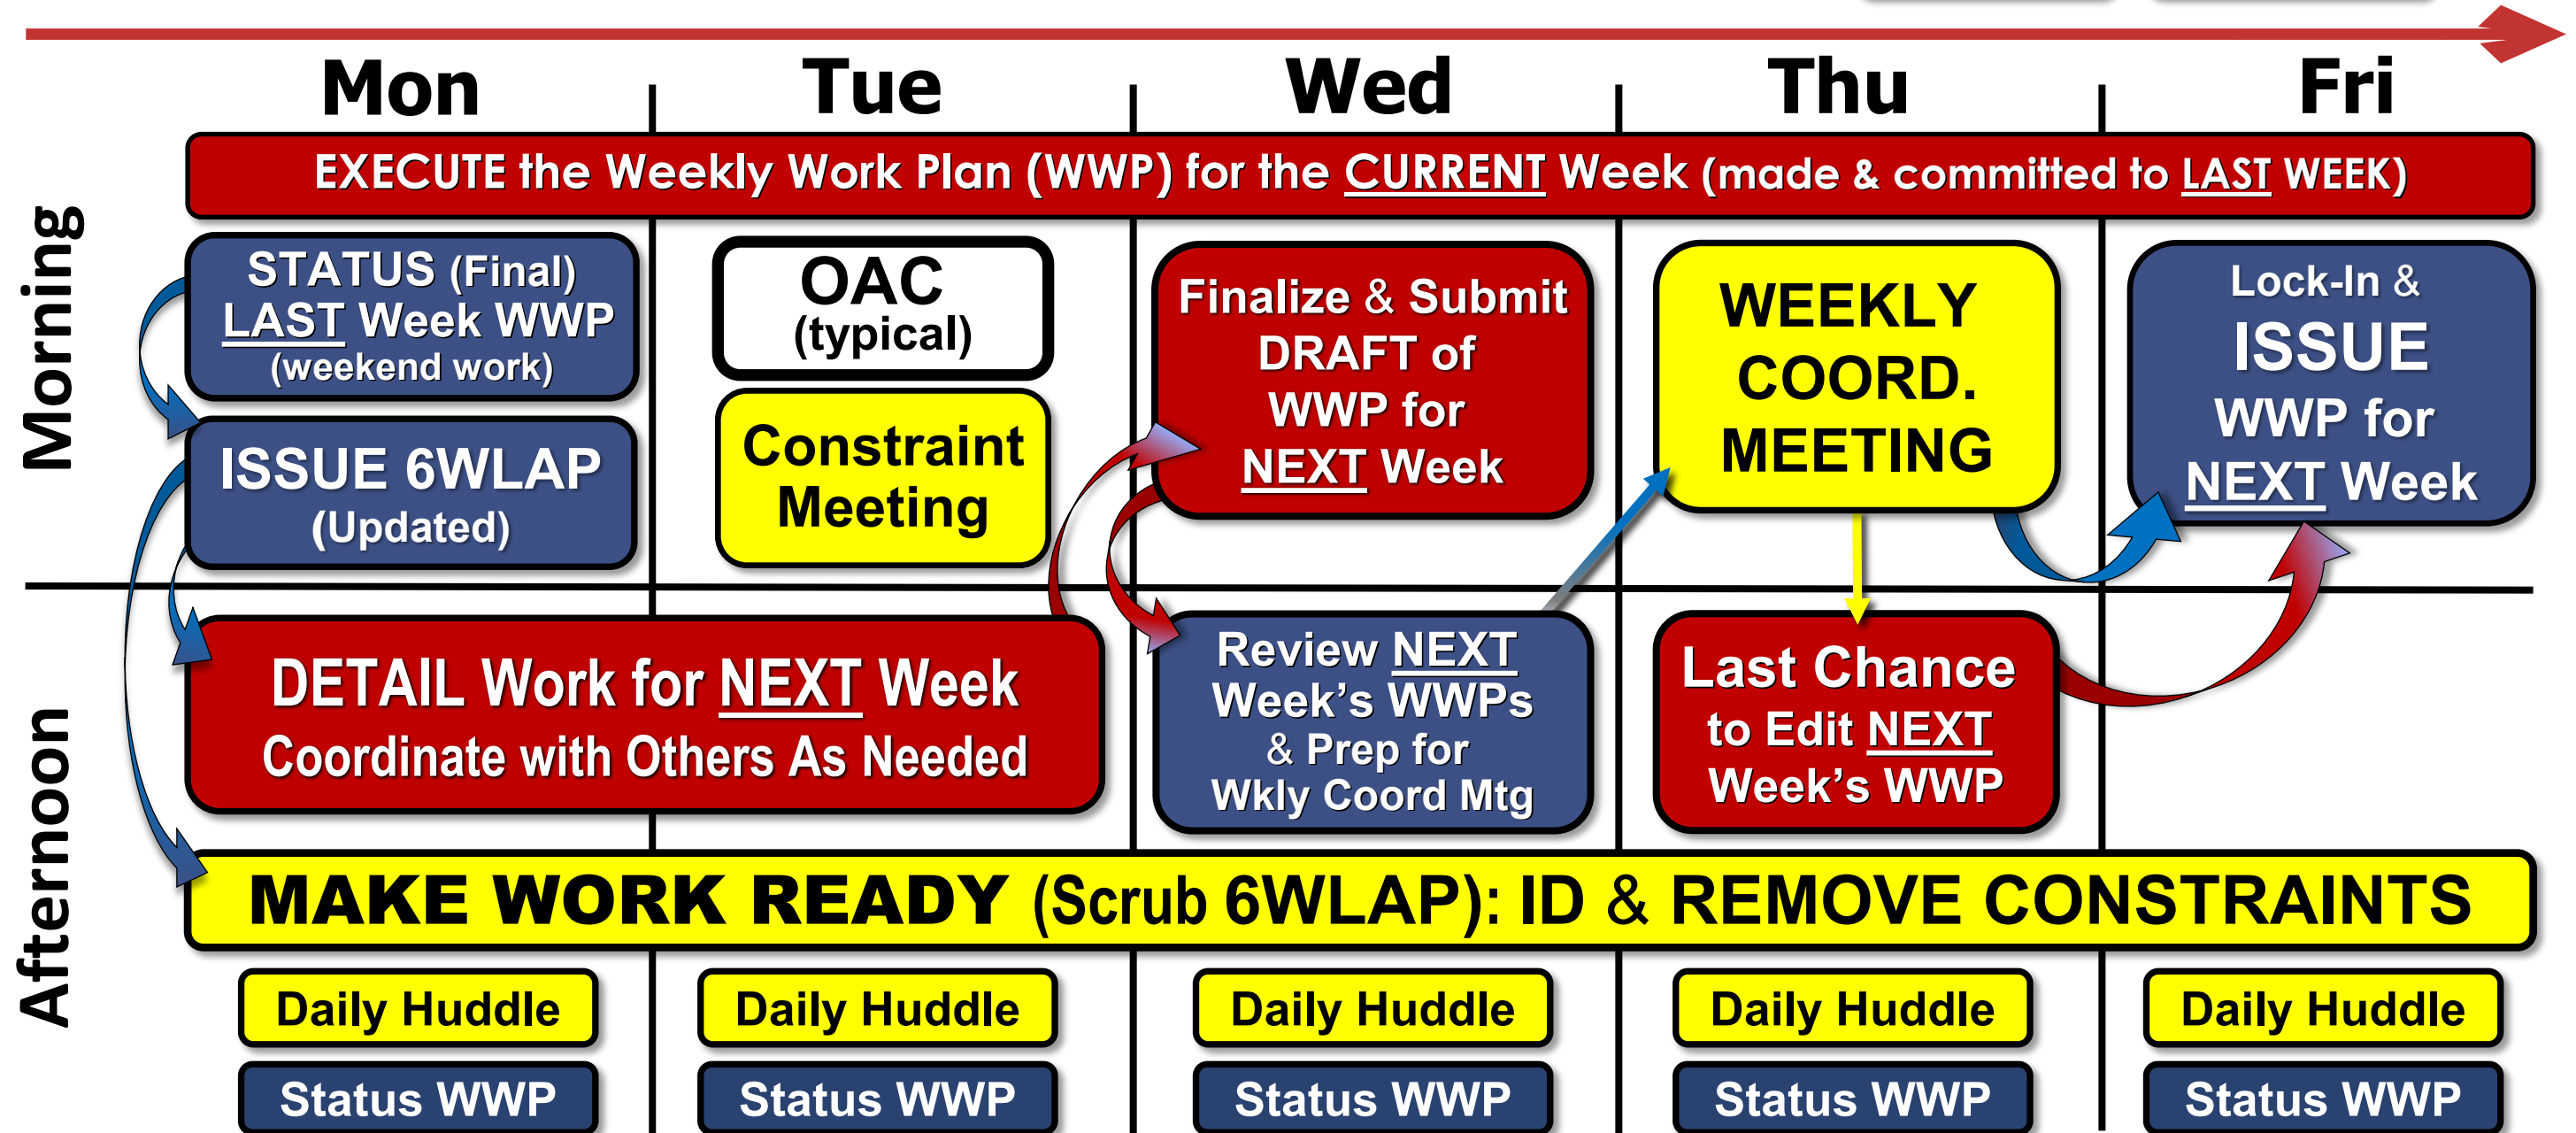 Mon Tue Wed Thu Fri
EXECUTE the Weekly Work Plan (WWP) for the CURRENT Week (made & committed to LAST WEEK)
Morning
STATUS (Final)
LAST Week WWP
(weekend work)
ISSUE 6WLAP
(Updated)
OAC
(typical)
Constraint
Meeting
Finalize & Submit
DRAFT of
WWP for
NEXT Week
WEEKLY
COORD.
MEETING
Lock-In &
ISSUE
WWP for
NEXT Week
Afternoon
DETAIL Work for NEXT Week
Coordinate with Others As Needed
Review NEXT
Week's WWPs
& Prep for
Wkly Coord Mtg
Last Chance
to Edit NEXT
Week's WWP
MAKE WORK READY (Scrub 6WLAP): ID & REMOVE CONSTRAINTS
Daily Huddle Daily Huddle Daily Huddle Daily Huddle Daily Huddle
Status WWP Status WWP Status WWP Status WWP Status WWP